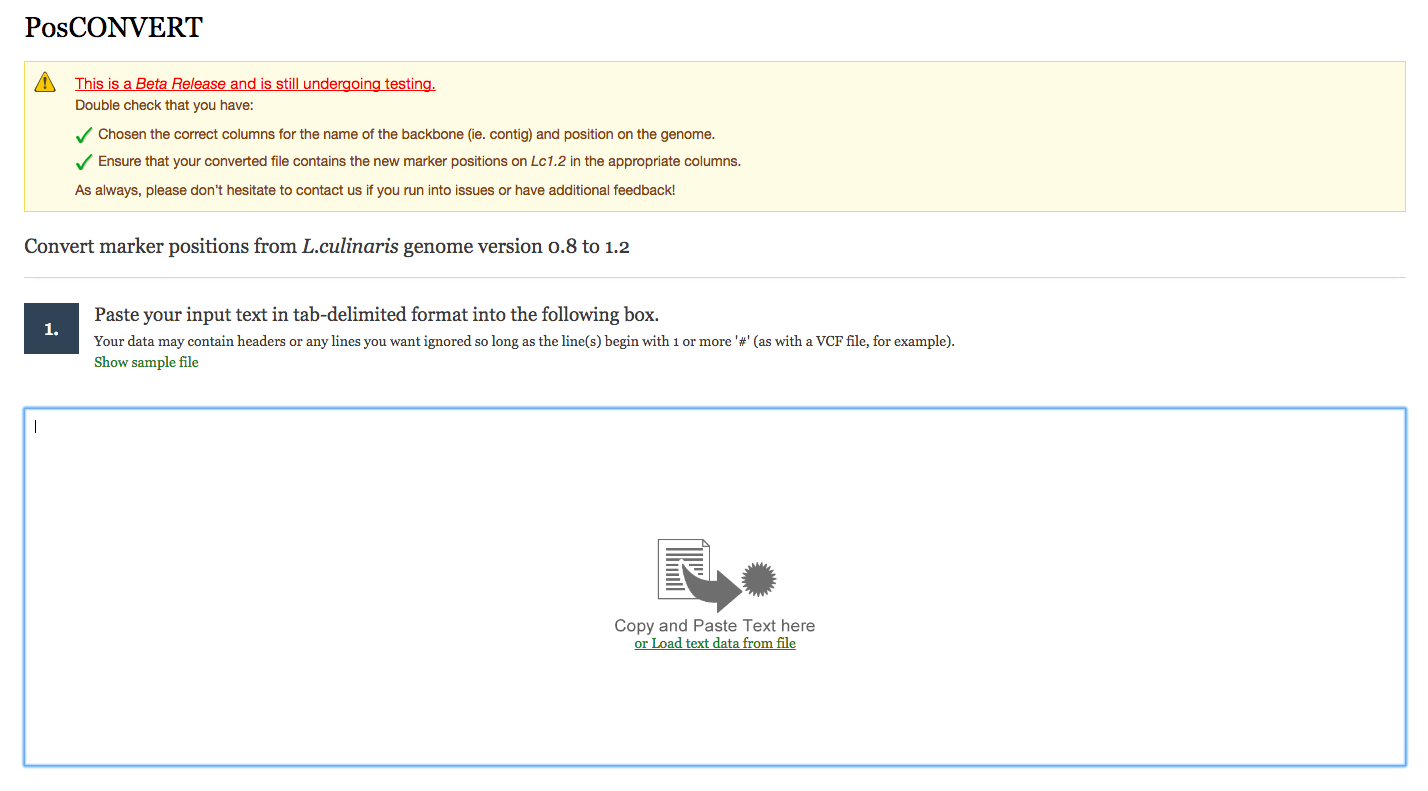 PosCONVERT
This is a Beta Release and is still undergoing testing.
Double check that you have:
Chosen the correct columns for the name of the backbone (ie. contig) and position on the genome.
Ensure that your converted file contains the new marker positions on Lc1.2 in the appropriate columns.
As always, please don't hesitate to contact us if you run into issues or have additional feedback!
Convert marker positions from L.culinaris genome version 0.8 to 1.2
1.
Paste your input text in tab-delimited format into the following box.
Your data may contain headers or any lines you want ignored so long as the line(s) begin with 1 or more '#' (as with a VCF file, for example).
Show sample file
Copy and Paste Text here
or Load text data from file